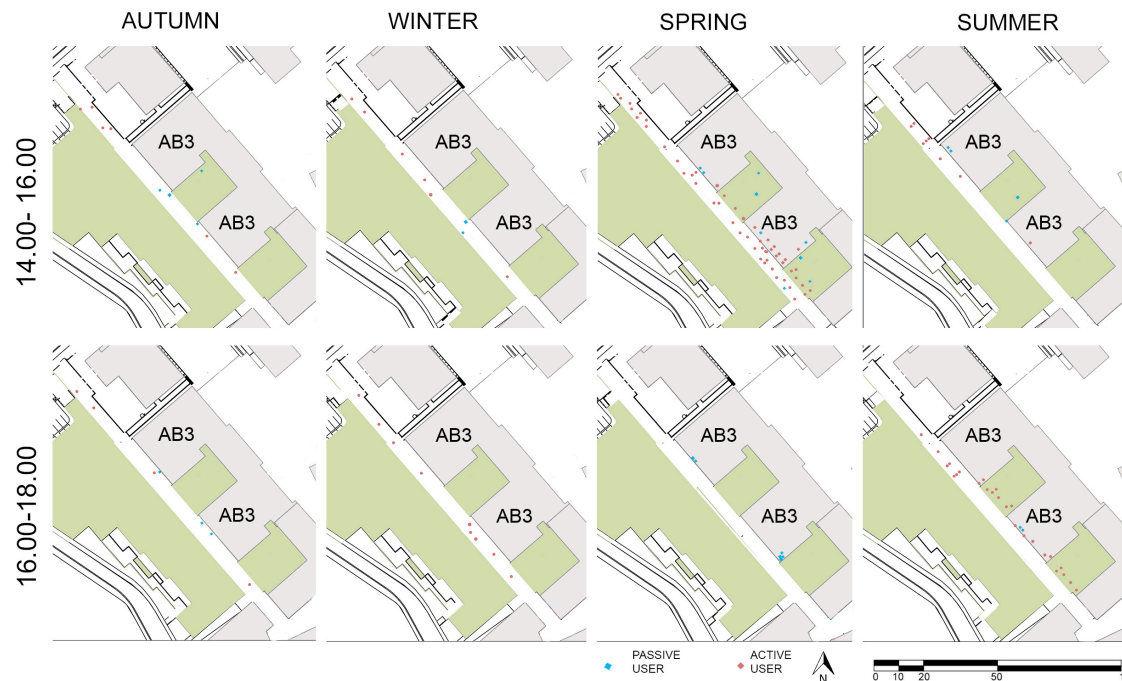 AUTUMN WINTER SPRING SUMMER
14.00- 16.00
AB3 AB3 AB3 AB3
AB3 AB3 AB3 AB3
16.00-18.00
AB3 AB3 AB3 AB3
AB3 AB3 AB3 AB3
PASSIVE USER
ACTIVE USER
N
0 10 20 50 1